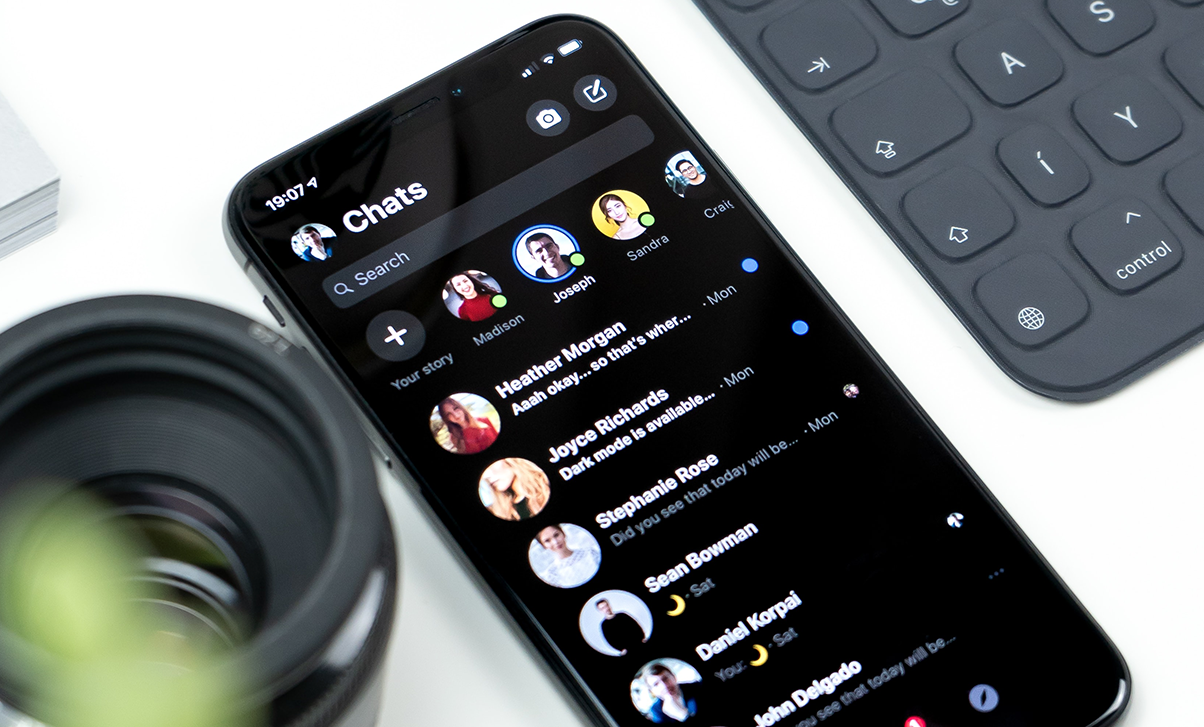 19:07
Chats
Search
Your story
Madison
Joseph
Sandra
Craig
Heather Morgan
Aaah okay...so that's wher... · Mon
Joyce Richards
Dark mode is available... · Mon
Stephanie Rose
Did you see that today will be... · Mon
Sean Bowman
🌙 · Sat
Daniel Korpai
You: 🌙 · Sat
John Delgado
you see that today will be...
S
A
Y
í
control